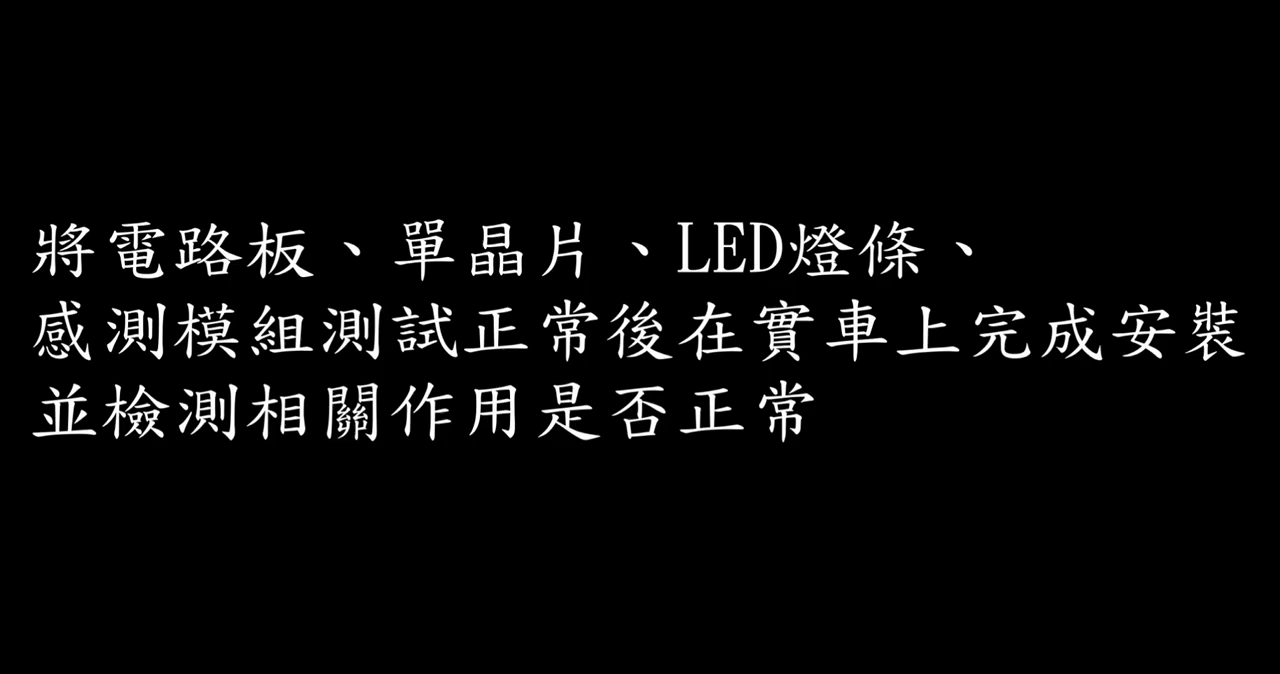 將電路板、單晶片、LED燈條、
感測模組測試正常後在實車上完成安裝
並檢測相關作用是否正常